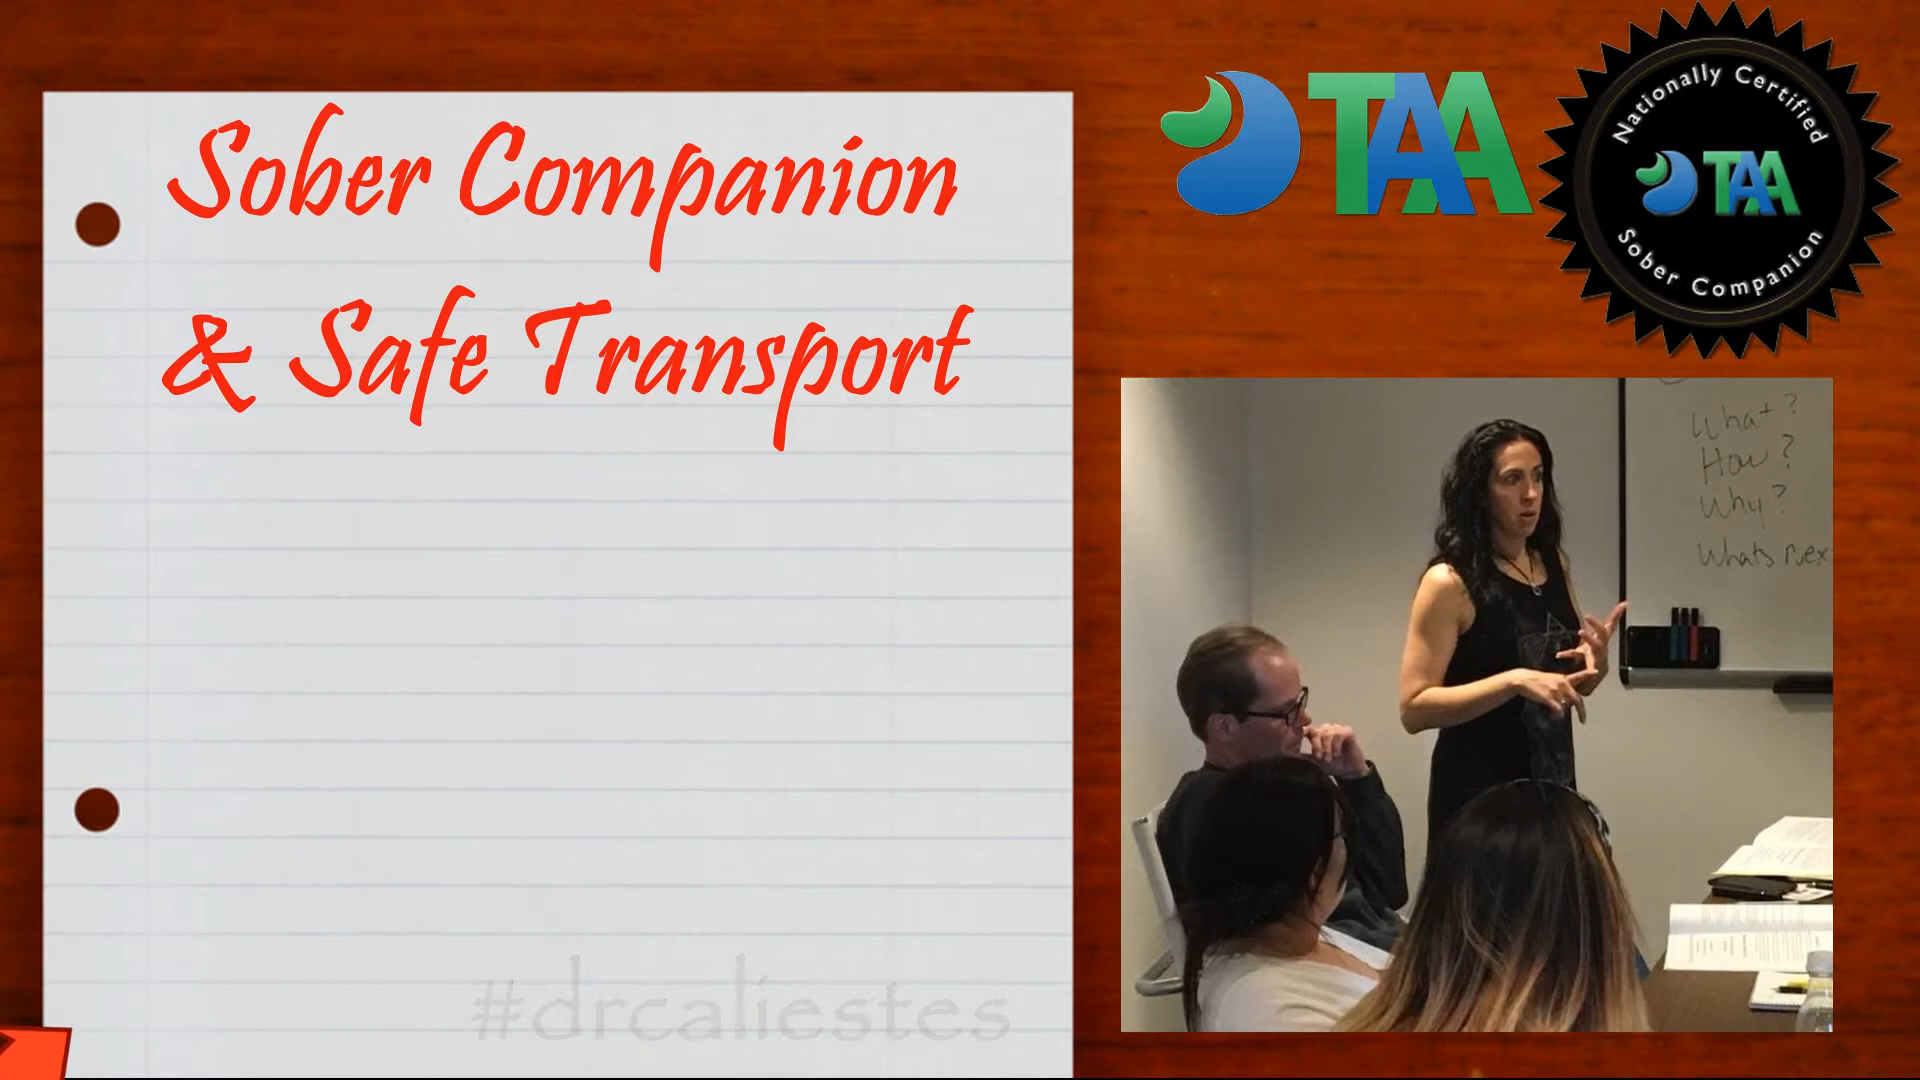 Sober Companion
& Safe Transport
#drcaliestes
TAA
Nationally Certified
TAA
Sober Companion
What?
How?
Why?
Whats nex